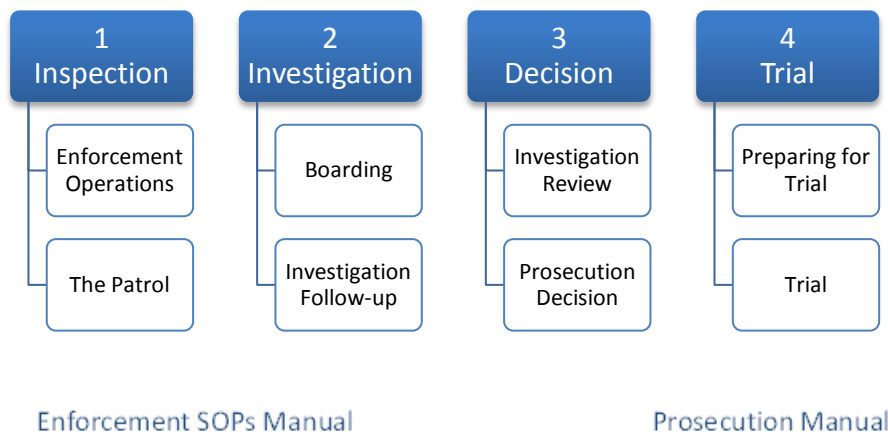 1
Inspection
Enforcement
Operations
The Patrol
2
Investigation
Boarding
Investigation
Follow-up
3
Decision
Investigation
Review
Prosecution
Decision
4
Trial
Preparing for
Trial
Trial
Enforcement SOPs Manual
Prosecution Manual